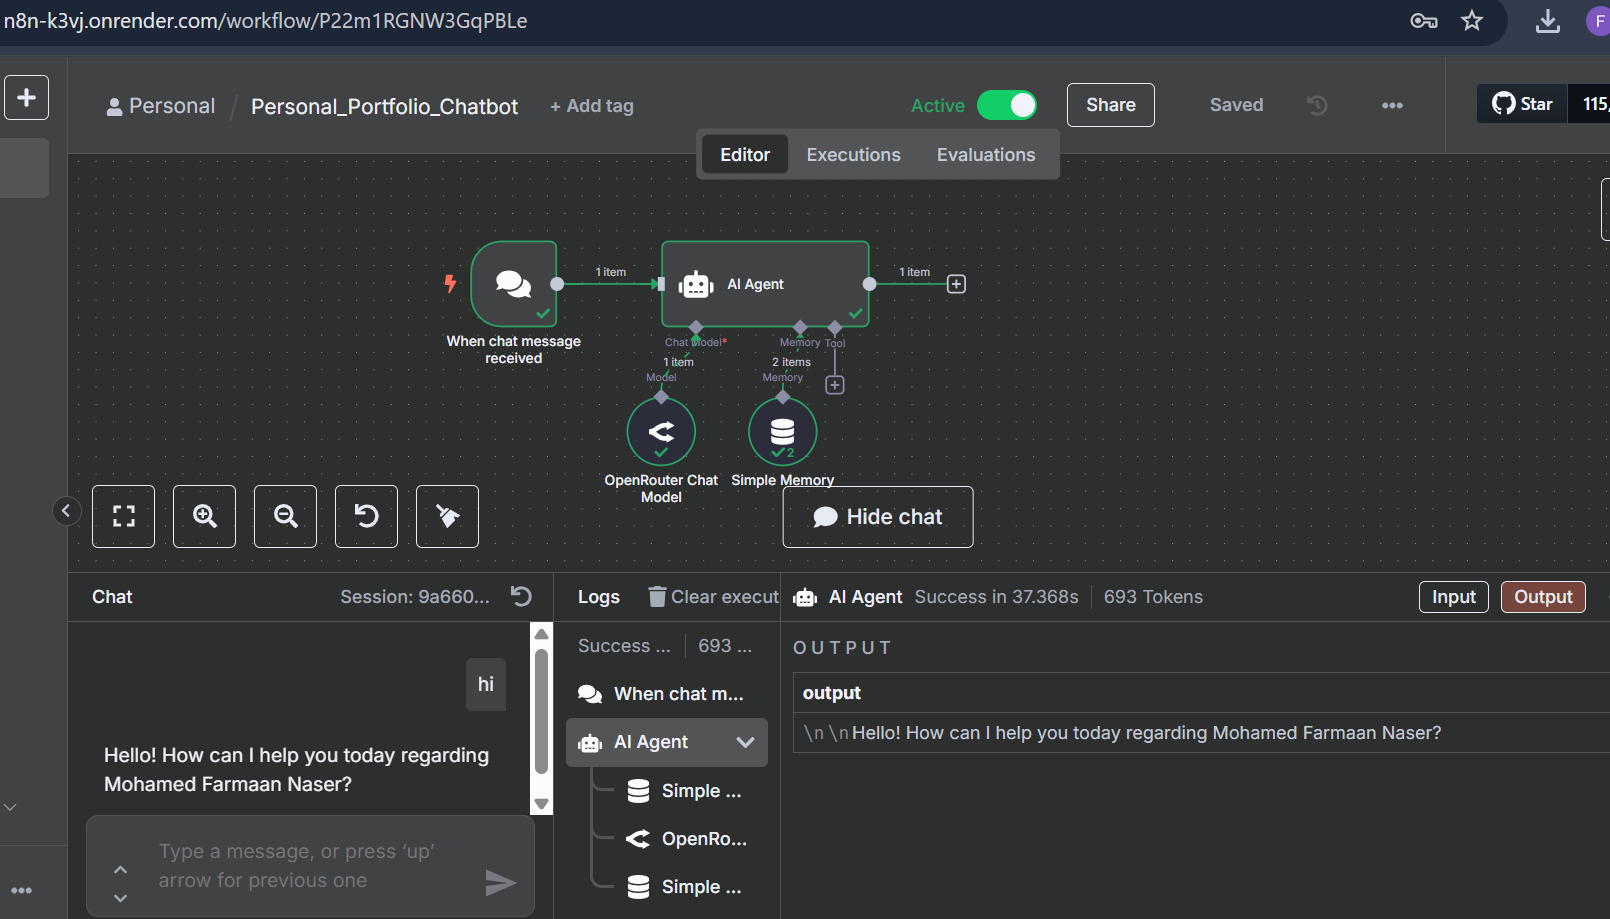 n8n-k3vj.onrender.com/workflow/P22m1RGNW3GqPBLe
F
Personal / Personal_Portfolio_Chatbot + Add tag Active Share Saved Star 115,
Editor Executions Evaluations
1 item AI Agent 1 item
When chat message
received
Chat Model* Memory Tool
1 item 2 items
Model Memory
2
OpenRouter Chat
Model
Simple Memory
Hide chat
Chat Session: 9a660... Logs Clear execut AI Agent Success in 37.368s 693 Tokens Input Output
Success ... 693 ...
OUTPUT
hi
When chat m...
output
AI Agent
\n\nHello! How can I help you today regarding Mohamed Farmaan Naser?
Hello! How can I help you today regarding
Mohamed Farmaan Naser?
Simple ...
OpenRo...
Simple ...
Type a message, or press ‘up’
arrow for previous one